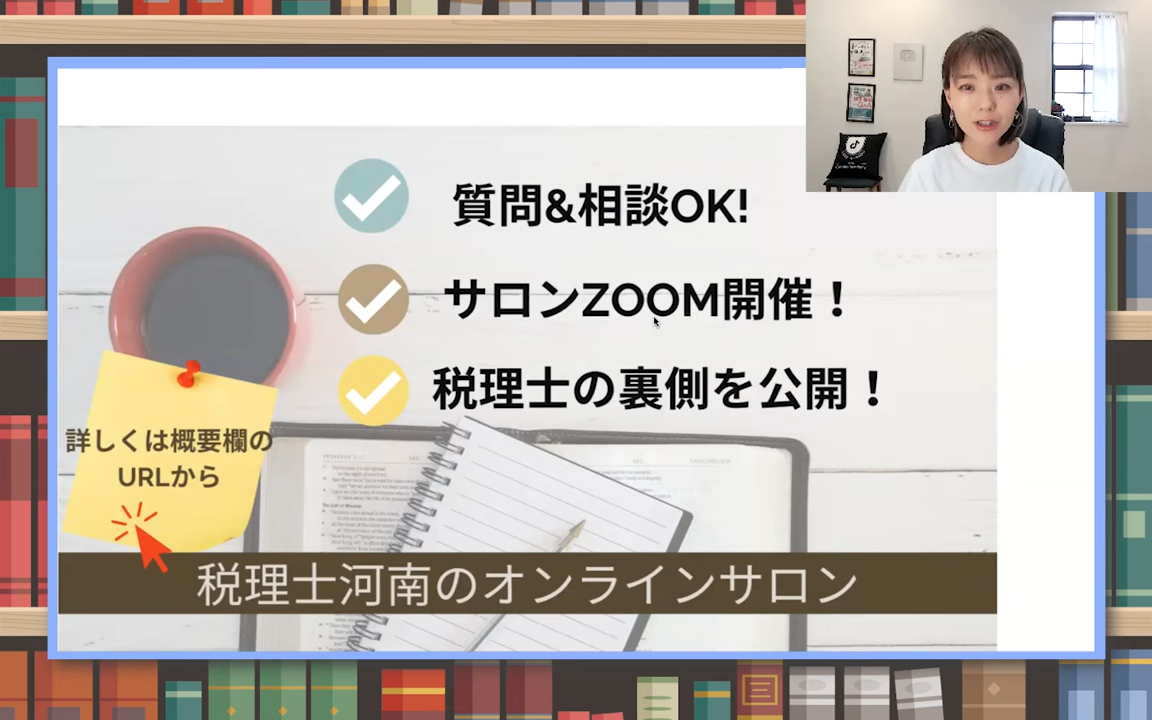 質問&相談OK!
サロンZOOM開催！
税理士の裏側を公開！
詳しくは概要欄の
URLから
税理士河南のオンラインサロン